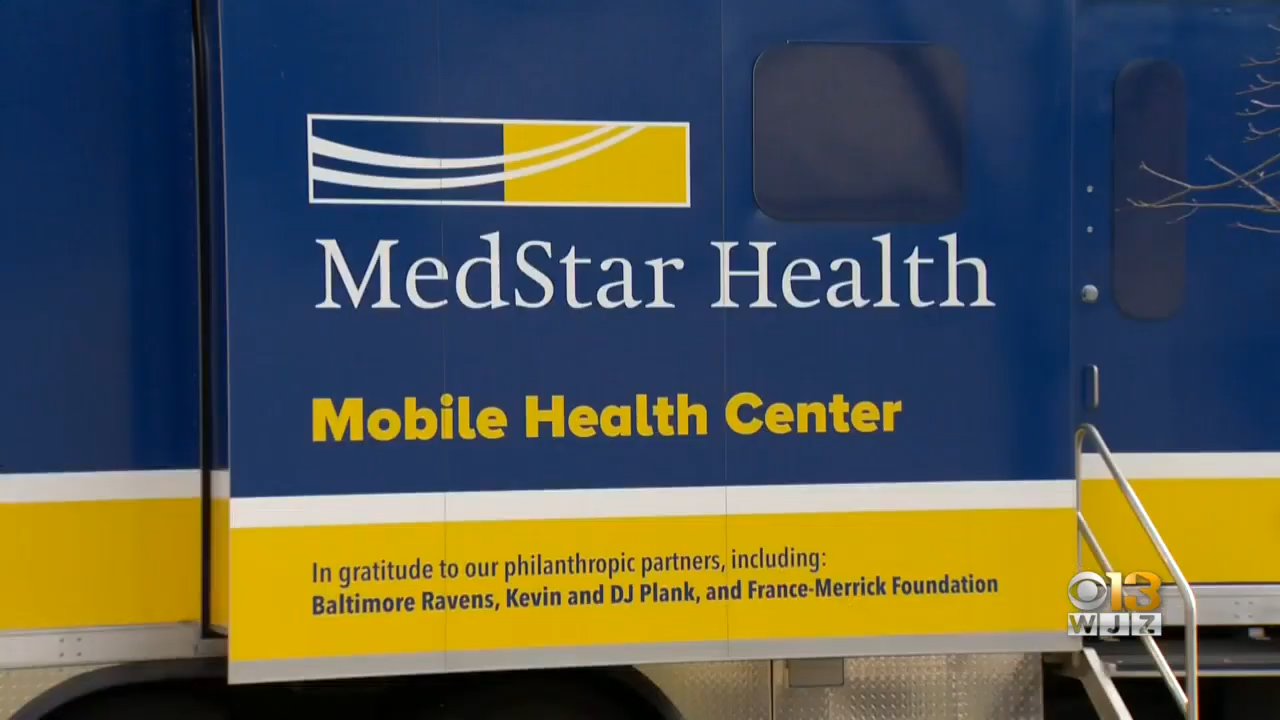 MedStar Health
Mobile Health Center
In gratitude to our philanthropic partners, including:
Baltimore Ravens, Kevin and DJ Plank, and France-Merrick Foundation
13
WJZ